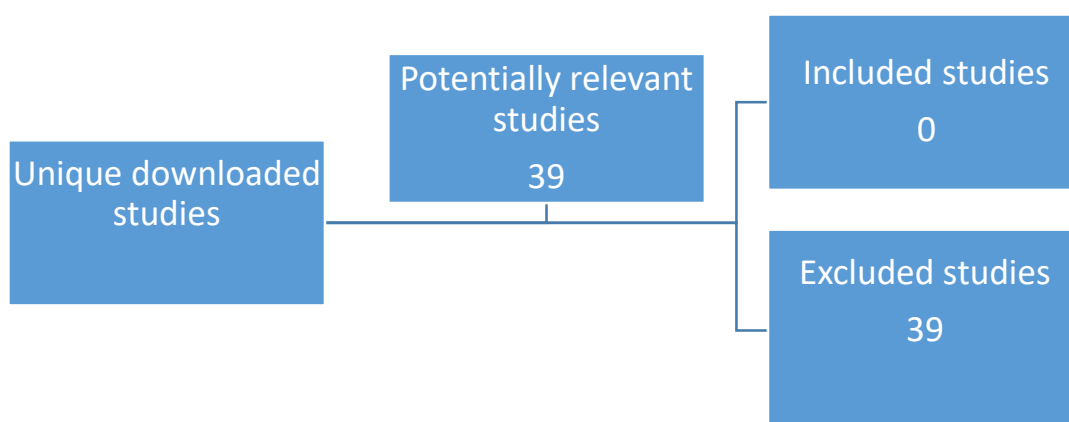 Unique downloaded
studies
Potentially relevant
studies
39
Included studies
0
Excluded studies
39